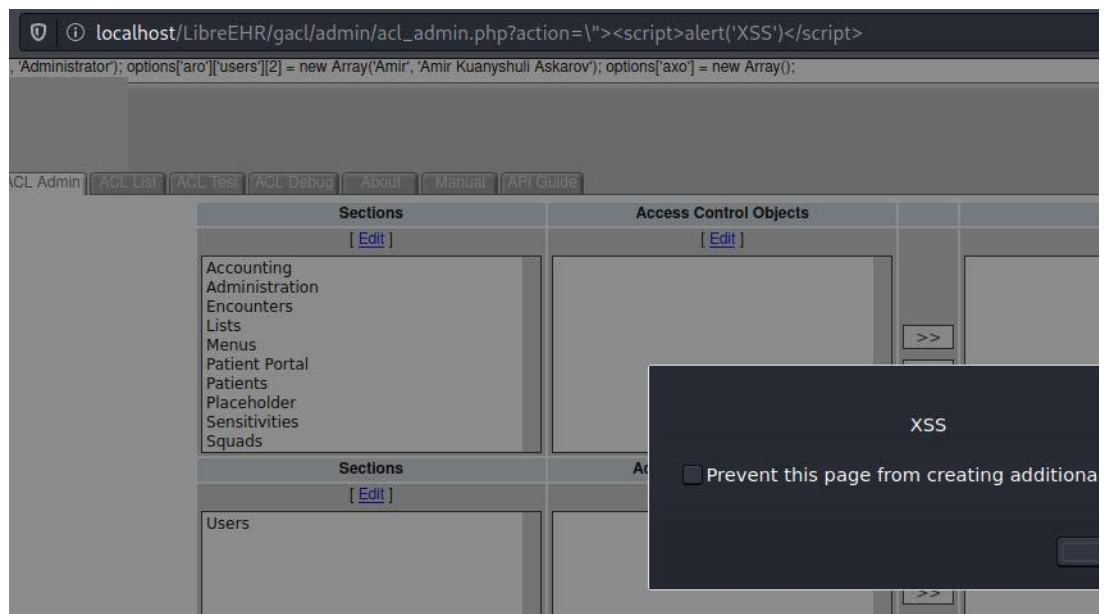 localhost/LibreEHR/gacl/admin/acl_admin.php?action=\"><script>alert('XSS')</script>
, 'Administrator'); options['aro']['users'][2] = new Array('Amir', 'Amir Kuanyshuli Askarov'); options['axo'] = new Array();
ACL Admin ACL List ACL Test ACL Debug About Manual API Guide
Sections Access Control Objects
[ Edit ] [ Edit ]
Accounting
Administration
Encounters
Lists
Menus
>>
Patient Portal
Patients
Placeholder
Sensitivities
Squads
XSS
Sections
Prevent this page from creating additiona
[ Edit ]
Users
>>